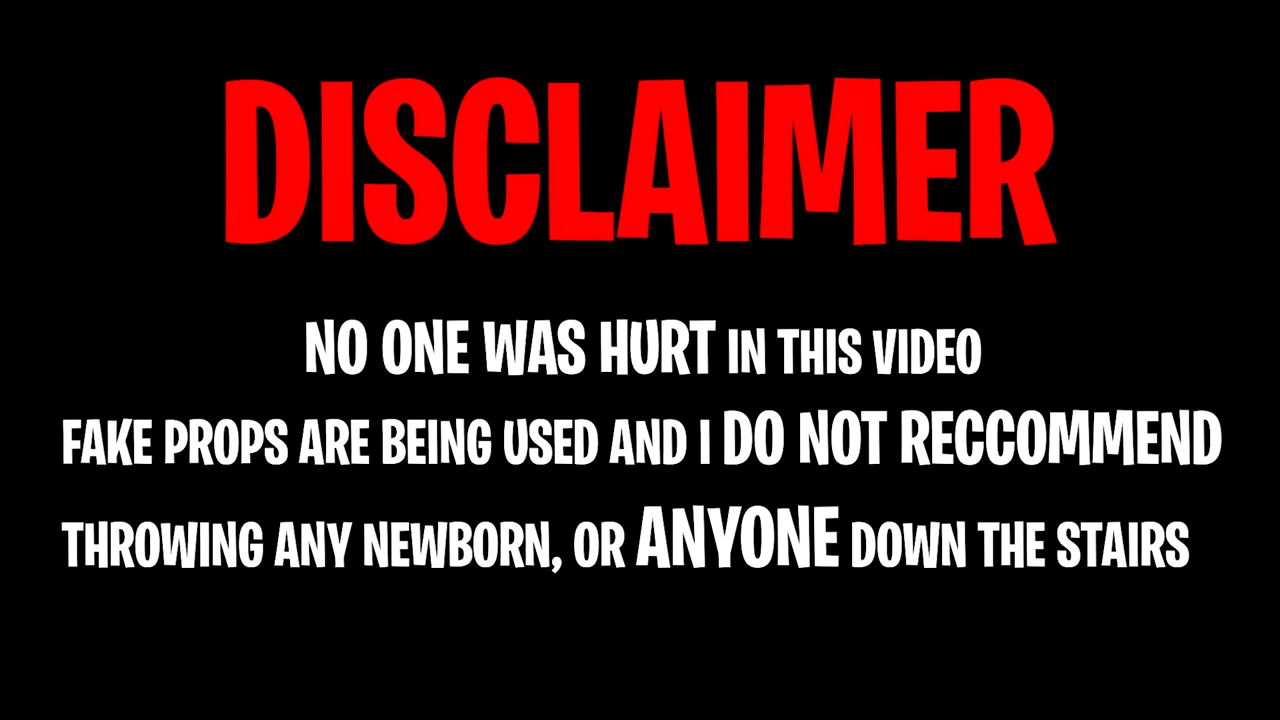 DISCLAIMER
NO ONE WAS HURT IN THIS VIDEO
FAKE PROPS ARE BEING USED AND I DO NOT RECCOMMEND
THROWING ANY NEWBORN, OR ANYONE DOWN THE STAIRS